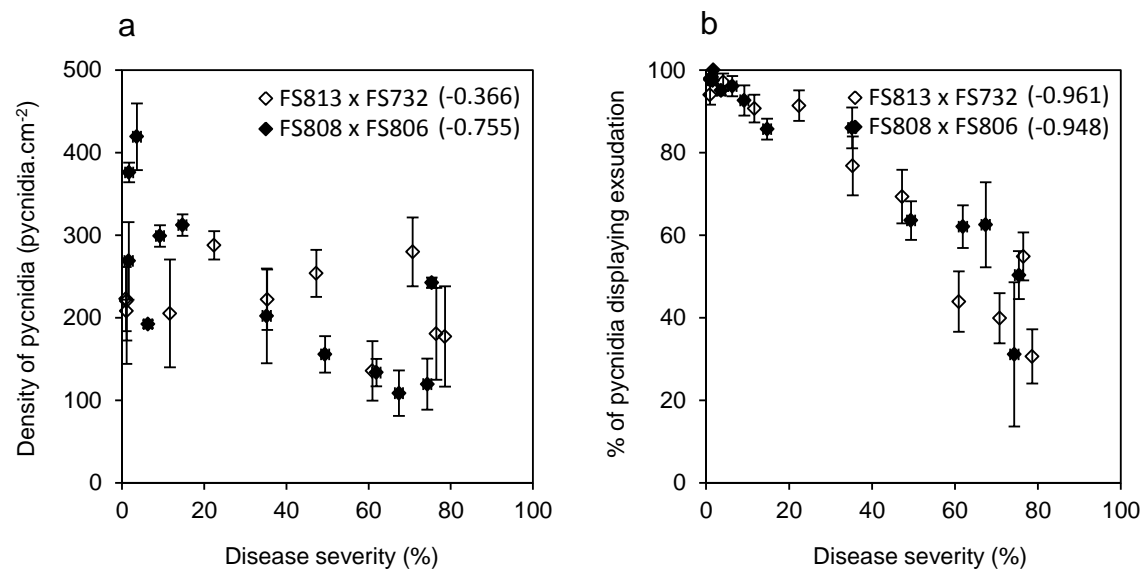 a
500
400
300
200
100
0
0 20 40 60 80 100
Density of pycnidia (pycnidia.cm-2)
Disease severity (%)
FS813 x FS732 (-0.366)
FS808 x FS806 (-0.755)
b
100
80
60
40
20
0
0 20 40 60 80 100
% of pycnidia displaying exsudation
Disease severity (%)
FS813 x FS732 (-0.961)
FS808 x FS806 (-0.948)